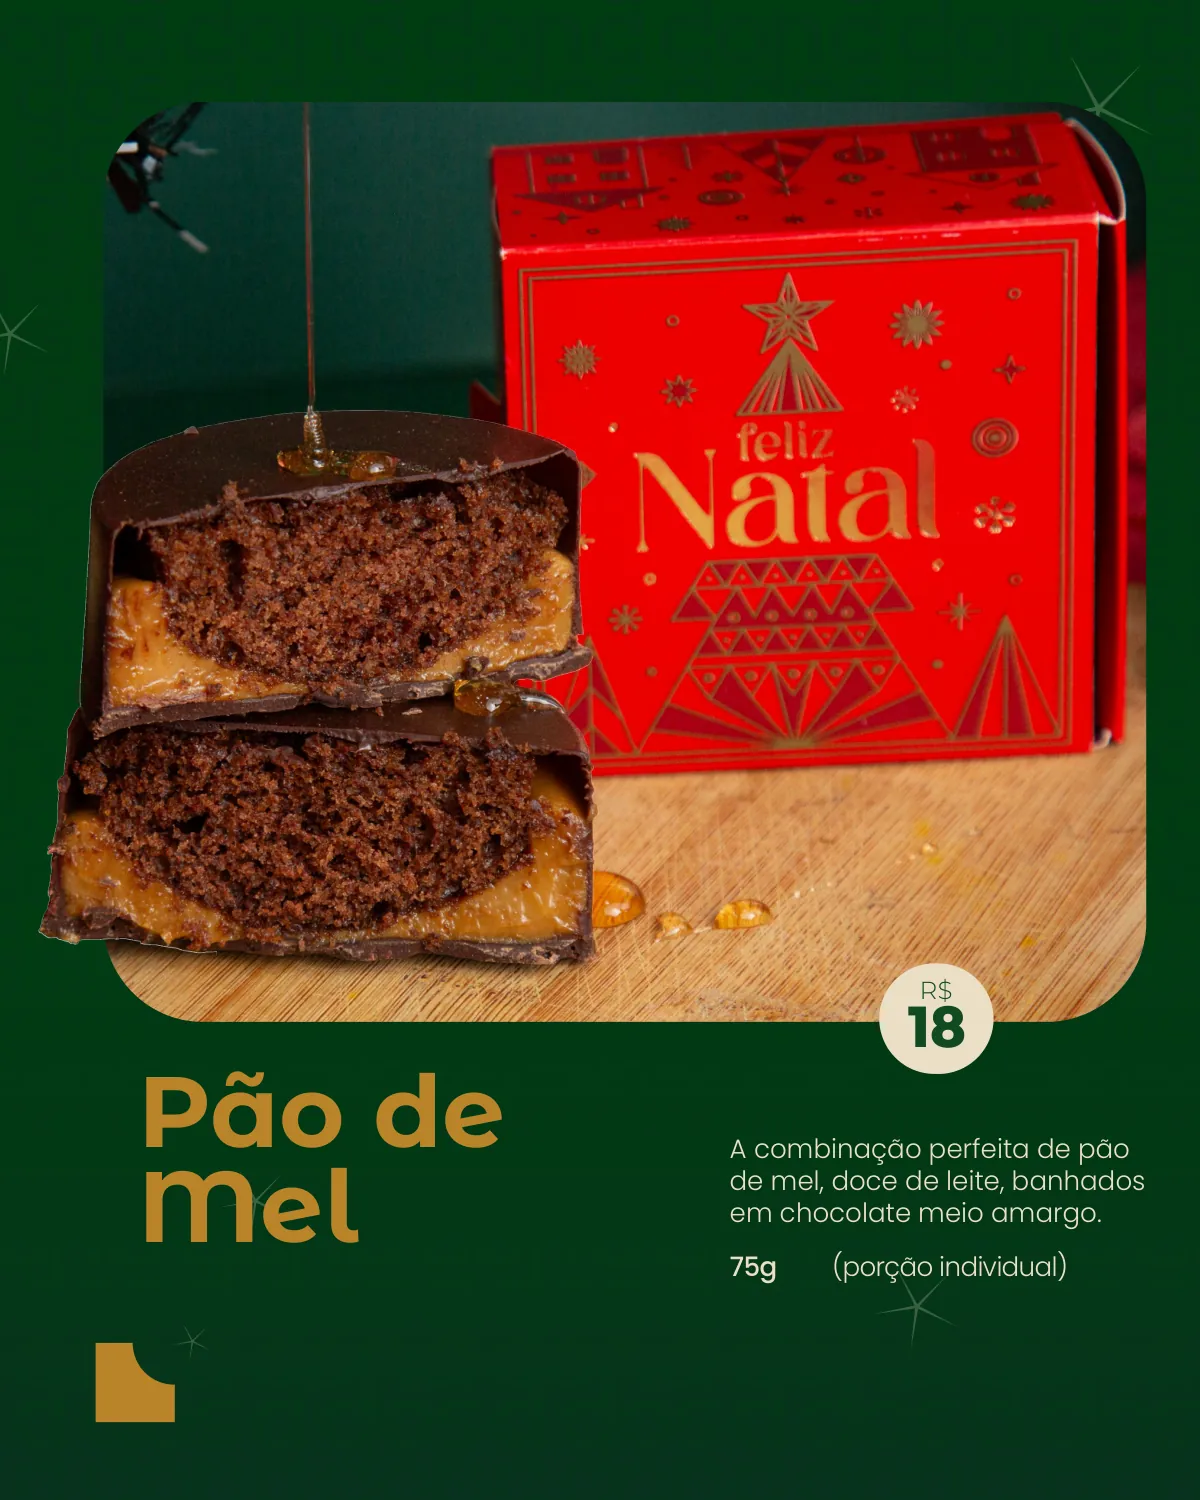 feliz
Natal
R$
18
Pão de
mel
A combinação perfeita de pão
de mel, doce de leite, banhados
em chocolate meio amargo.
75g (porção individual)